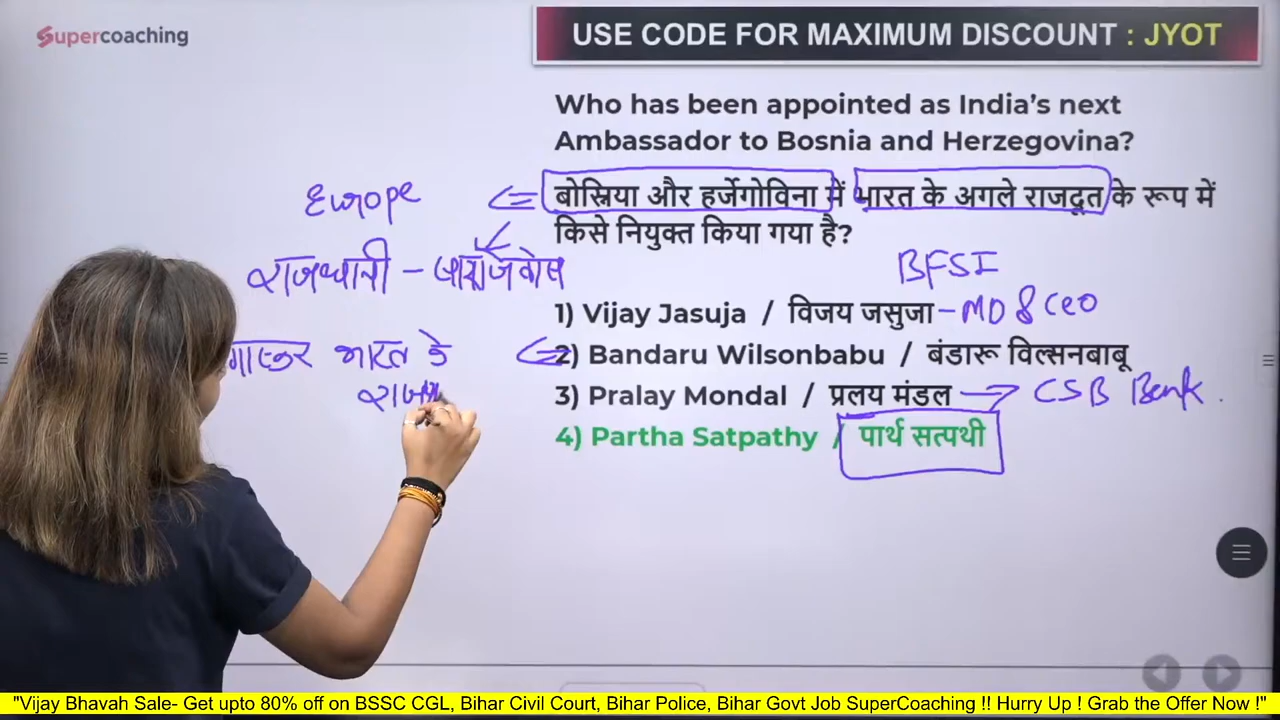 Supercoaching
USE CODE FOR MAXIMUM DISCOUNT : JYOT
Who has been appointed as India's next
Ambassador to Bosnia and Herzegovina?
Europe <= बोस्निया और हर्जेगोविना में भारत के अगले राजदूत के रूप में
किसे नियुक्त किया गया है?
राजधानी -
BFSI
1) Vijay Jasuja / विजय जसुजा - MD & CEO
भारत के <= 2) Bandaru Wilsonbabu / बंडारू विल्सनबाबू
3) Pralay Mondal / प्रलय मंडल → CSB Bank.
4) Partha Satpathy / पार्थ सत्पथी
"Vijay Bhavah Sale- Get upto 80% off on BSSC CGL, Bihar Civil Court, Bihar Police, Bihar Govt Job SuperCoaching !! Hurry Up ! Grab the Offer Now !"